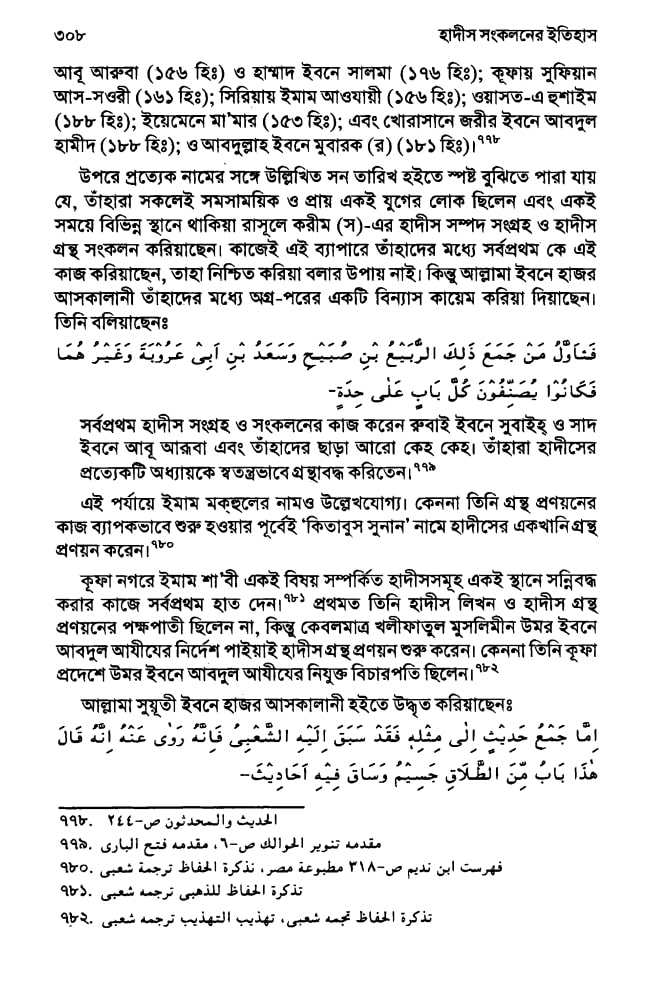 ৩০৮ হাদীস সংকলনের ইতিহাস
আবূ আরুবা (১৫৬ হিঃ) ও হাম্মাদ ইবনে সালমা (১৭৬ হিঃ); কূফায় সুফিয়ান
আস-সওরী (১৬১ হিঃ); সিরিয়ায় ইমাম আওযায়ী (১৫৬ হিঃ); ওয়াসত-এ হুশাইম
(১৮৮ হিঃ); ইয়েমেনে মা'মার (১৫৩ হিঃ); এবং খোরাসানে জরীর ইবনে আবদুল
হামীদ (১৮৮ হিঃ); ও আবদুল্লাহ ইবনে মুবারক (র) (১৮১ হিঃ)।৭৭৮
উপরে প্রত্যেক নামের সঙ্গে উল্লিখিত সন তারিখ হইতে স্পষ্ট বুঝিতে পারা যায়
যে, তাঁহারা সকলেই সমসাময়িক ও প্রায় একই যুগের লোক ছিলেন এবং একই
সময়ে বিভিন্ন স্থানে থাকিয়া রাসূলে করীম (স)-এর হাদীস সম্পদ সংগ্রহ ও হাদীস
গ্রন্থ সংকলন করিয়াছেন। কাজেই এই ব্যাপারে তাঁহাদের মধ্যে সর্বপ্রথম কে এই
কাজ করিয়াছেন, তাহা নিশ্চিত করিয়া বলার উপায় নাই। কিন্তু আল্লামা ইবনে হাজর
আসকালানী তাঁহাদের মধ্যে অগ্র-পরের একটি বিন্যাস কায়েম করিয়া দিয়াছেন।
তিনি বলিয়াছেনঃ
فَـَٔاوَّلُ مَنْ جَمَعَ ذَلِكَ الرَّبَيْعُ بْنِ صُبَيْحِ وَسَعَدُ بْنِ اَبِىْ عَرُوْبَةَ وَغَيْرُ هُمَا
فَكَانُوْا يُصَنِّفُوْنَ كُلَّ بَابٍ عَلٰى حِدَةٍ-
সর্বপ্রথম হাদীস সংগ্রহ ও সংকলনের কাজ করেন রুবাই ইবনে সুবাইহ্ ও সাদ
ইবনে আবূ আরূবা এবং তাঁহাদের ছাড়া আরো কেহ কেহ। তাঁহারা হাদীসের
প্রত্যেকটি অধ্যায়কে স্বতন্ত্রভাবে গ্রন্থাবদ্ধ করিতেন।৭৭৯
এই পর্যায়ে ইমাম মকহুলের নামও উল্লেখযোগ্য। কেননা তিনি গ্রন্থ প্রণয়নের
কাজ ব্যাপকভাবে শুরু হওয়ার পূর্বেই 'কিতাবুস সুনান' নামে হাদীসের একখানি গ্রন্থ
প্রণয়ন করেন।৭৮০
কূফা নগরে ইমাম শা'বী একই বিষয় সম্পর্কিত হাদীসসমূহ একই স্থানে সন্নিবদ্ধ
করার কাজে সর্বপ্রথম হাত দেন।৭৮১ প্রথমত তিনি হাদীস লিখন ও হাদীস গ্রন্থ
প্রণয়নের পক্ষপাতী ছিলেন না, কিন্তু কেবলমাত্র খলীফাতুল মুসলিমীন উমর ইবনে
আবদুল আযীযের নির্দেশ পাইয়াই হাদীস গ্রন্থ প্রণয়ন শুরু করেন। কেননা তিনি কূফা
প্রদেশে উমর ইবনে আবদুল আযীযের নিযুক্ত বিচারপতি ছিলেন।৭৮২
আল্লামা সুয়ূতী ইবনে হাজর আসকালানী হইতে উদ্ধৃত করিয়াছেনঃ
اِمَّا جَمْعُ حَدِيْثٍ اِلٰى مِثْلِهٖ فَقَدْ سَبَقَ اِلَيْهِ الشَّعْبِىُّ فَاِنَّهُ رَوٰى عَنْهُ اِنَّهُ قَالَ
هٰذَا بَابُ مِّنَ الطَّلَاقِ جَسِيْمُ وَسَاقَ فِيْهِ اَحَادِيْثَ-
৭৭৮. الحديث والمحدثون ص-٢٤٤
৭৭৯. مقدمه تنوير الحوالك ص-٦، مقدمه فتح البارى
৭৮০. فهرست ابن نديم ص-٣١٨ مطبوعة مصر، تذكرة الحفاظ ترجمة شعبى
৭৮১. تذكرة الحفاظ للذهبى ترجمه شعبى
৭৮২. تذكرة الحفاظ تجمه شعبى، تهذيب التهذيب ترجمه شعبى